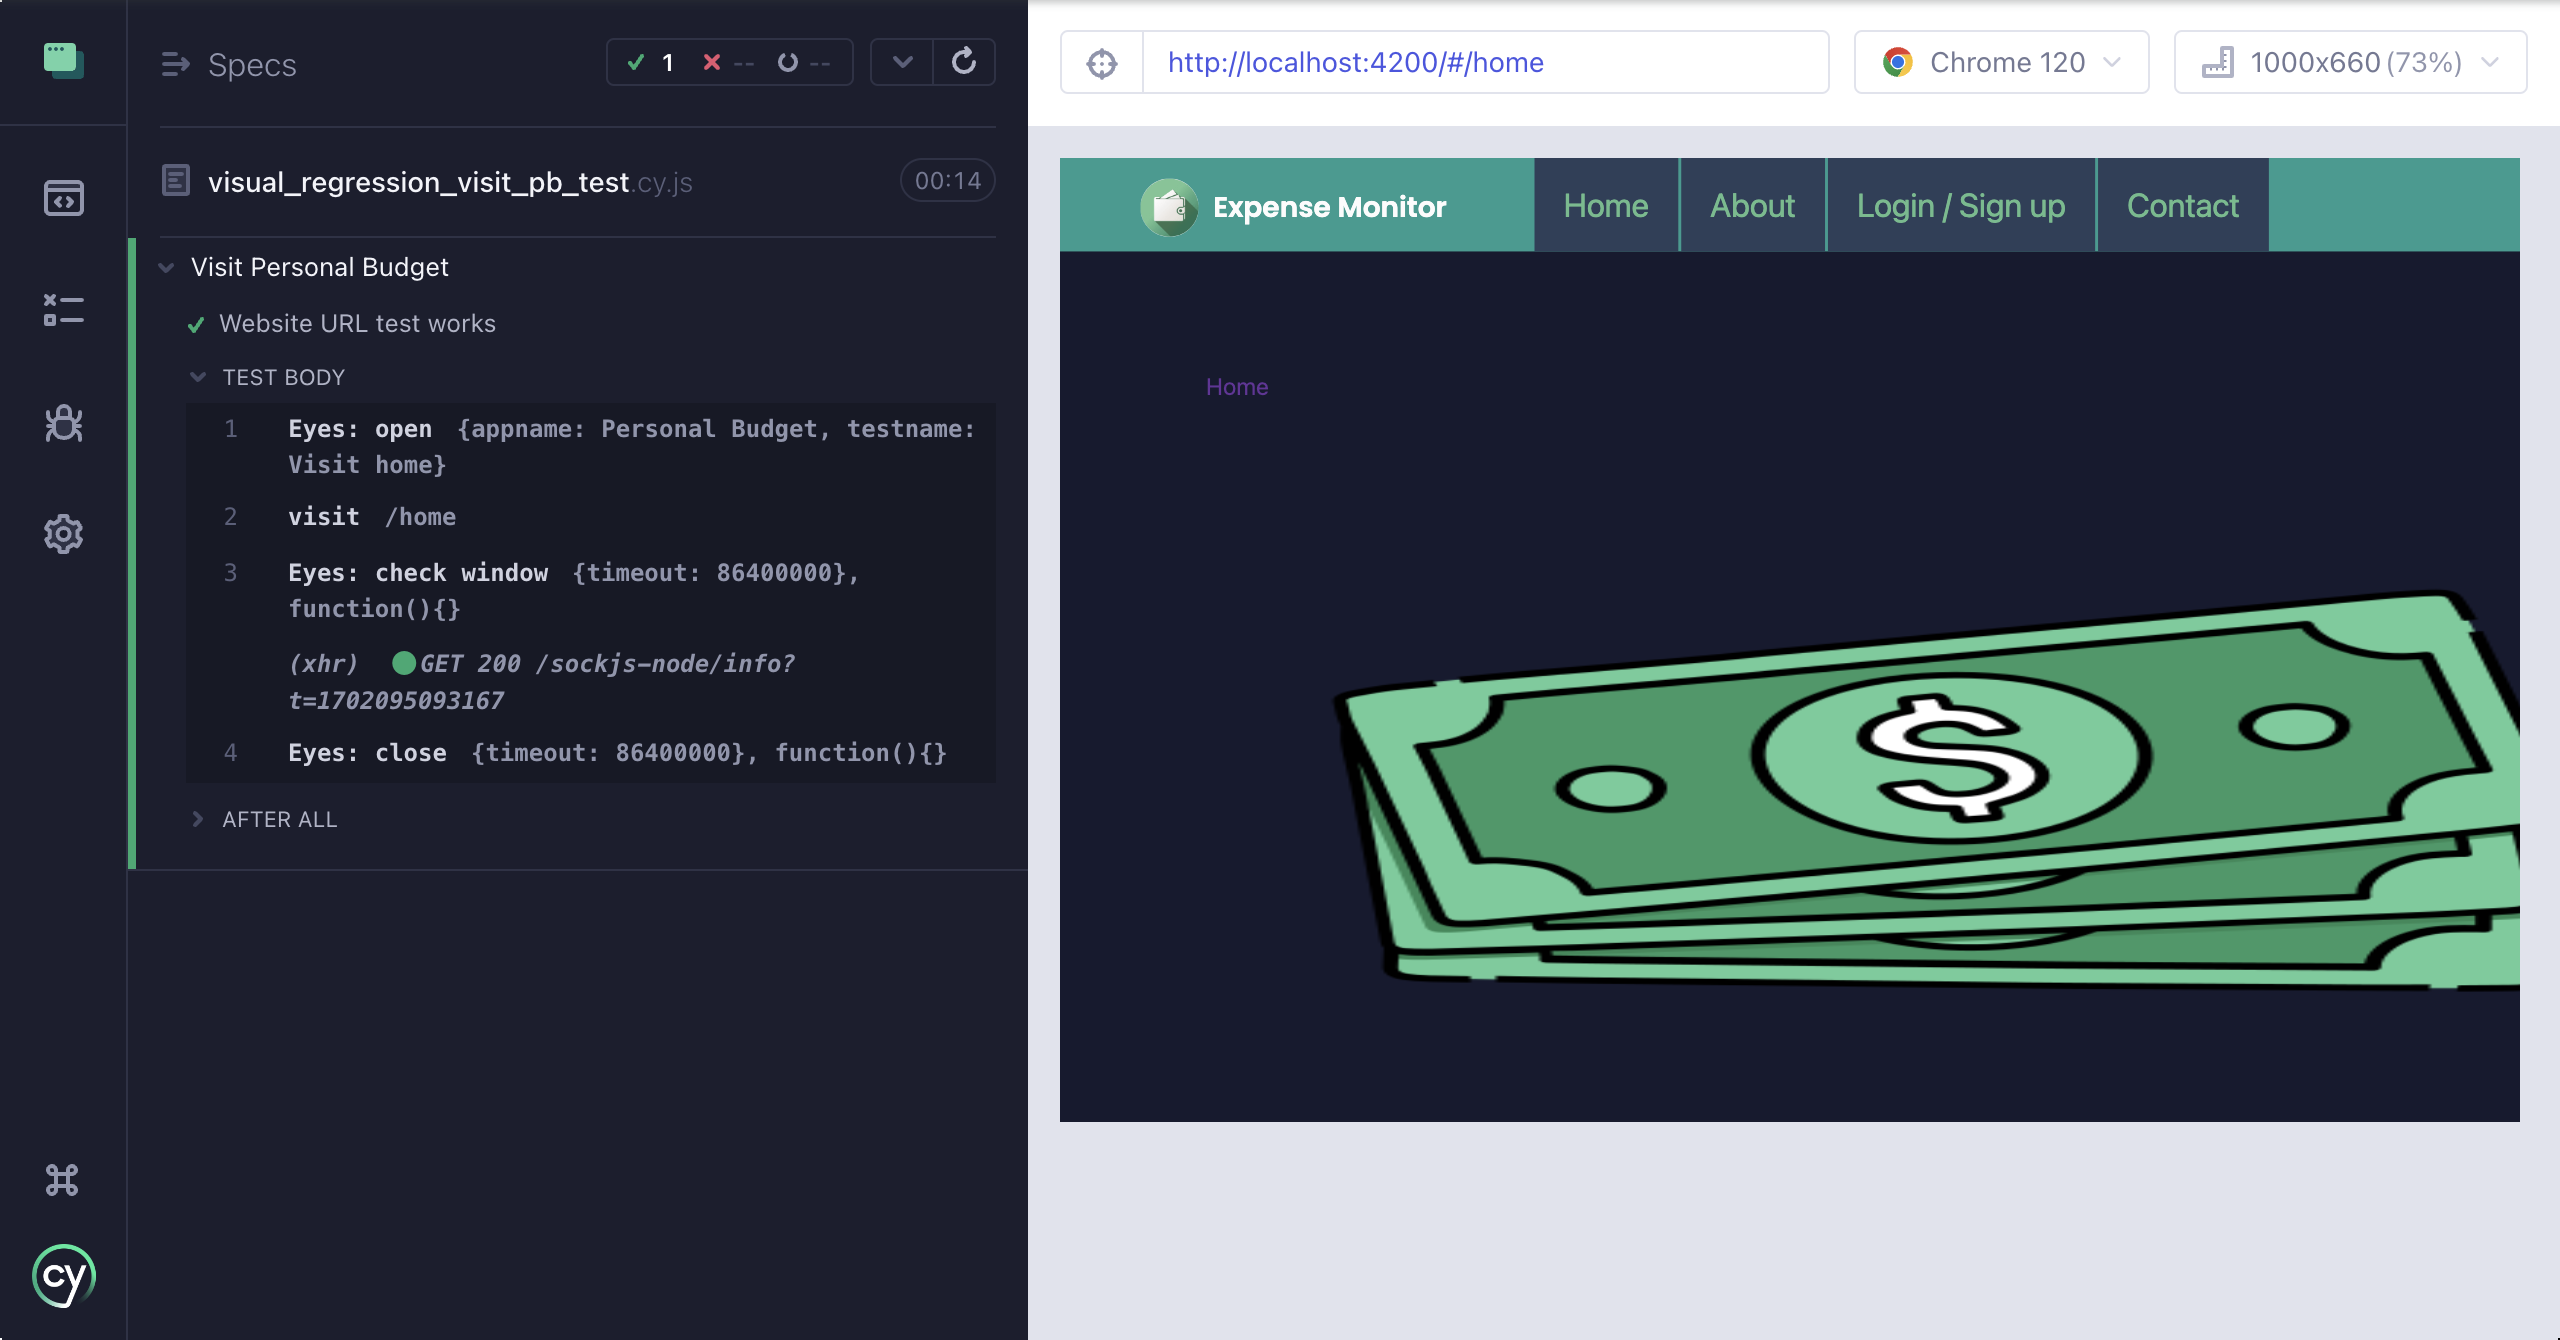 Specs
1 -- --
visual_regression_visit_pb_test.cy.js
00:14
Visit Personal Budget
Website URL test works
TEST BODY
1 Eyes: open {appname: Personal Budget, testname:
Visit home}
2 visit /home
3 Eyes: check window {timeout: 86400000},
function(){}
(xhr) GET 200 /sockjs-node/info?
t=1702095093167
4 Eyes: close {timeout: 86400000}, function(){}
AFTER ALL
cy
http://localhost:4200/#/home
Chrome 120
1000x660 (73%)
Expense Monitor
Home
About
Login / Sign up
Contact
Home
$